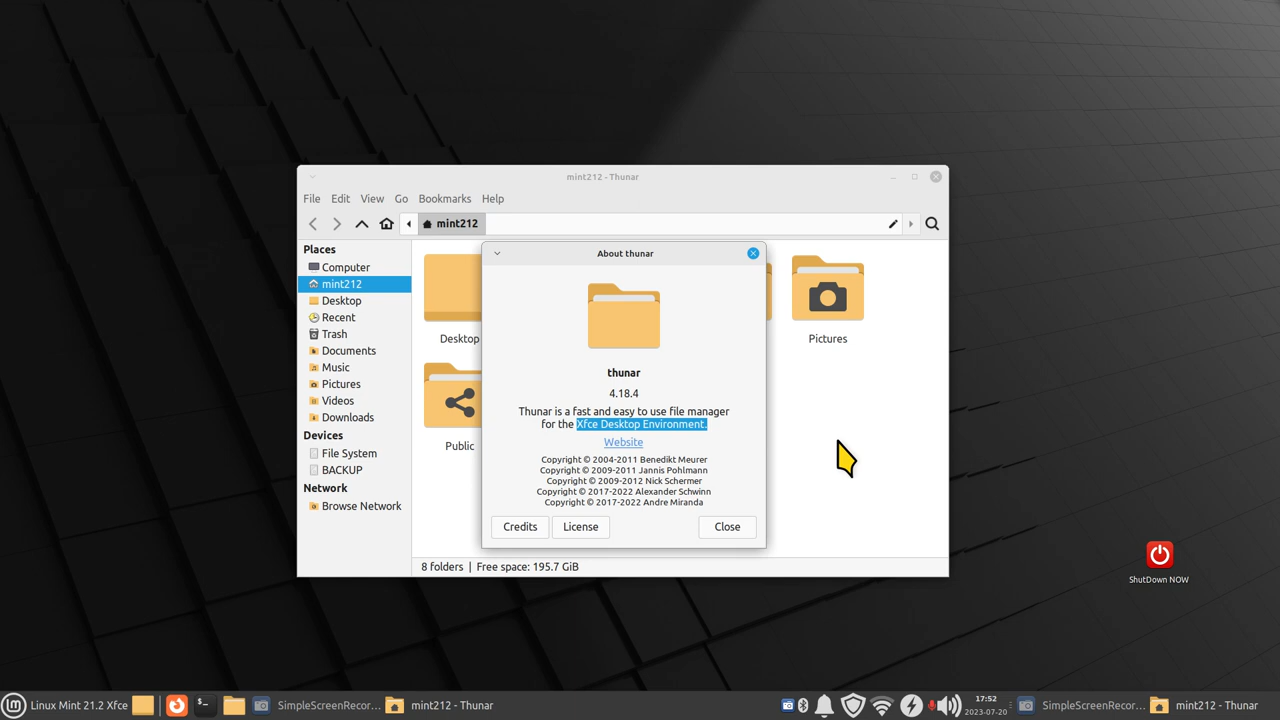 mint212 - Thunar
File Edit View Go Bookmarks Help
mint212
Places
Computer
mint212
Desktop
Recent
Trash
Documents
Music
Pictures
Videos
Downloads
Devices
File System
BACKUP
Network
Browse Network
Desktop
Pictures
Public
8 folders | Free space: 195.7 GiB
About thunar
thunar
4.18.4
Thunar is a fast and easy to use file manager
for the Xfce Desktop Environment.
Website
Copyright © 2004-2011 Benedikt Meurer
Copyright © 2009-2011 Jannis Pohlmann
Copyright © 2009-2012 Nick Schermer
Copyright © 2017-2022 Alexander Schwinn
Copyright © 2017-2022 Andre Miranda
Credits License Close
ShutDown NOW
Linux Mint 21.2 Xfce
SimpleScreenRecor...
mint212 - Thunar
17:52
2023-07-20
SimpleScreenRecor...
mint212 - Thunar